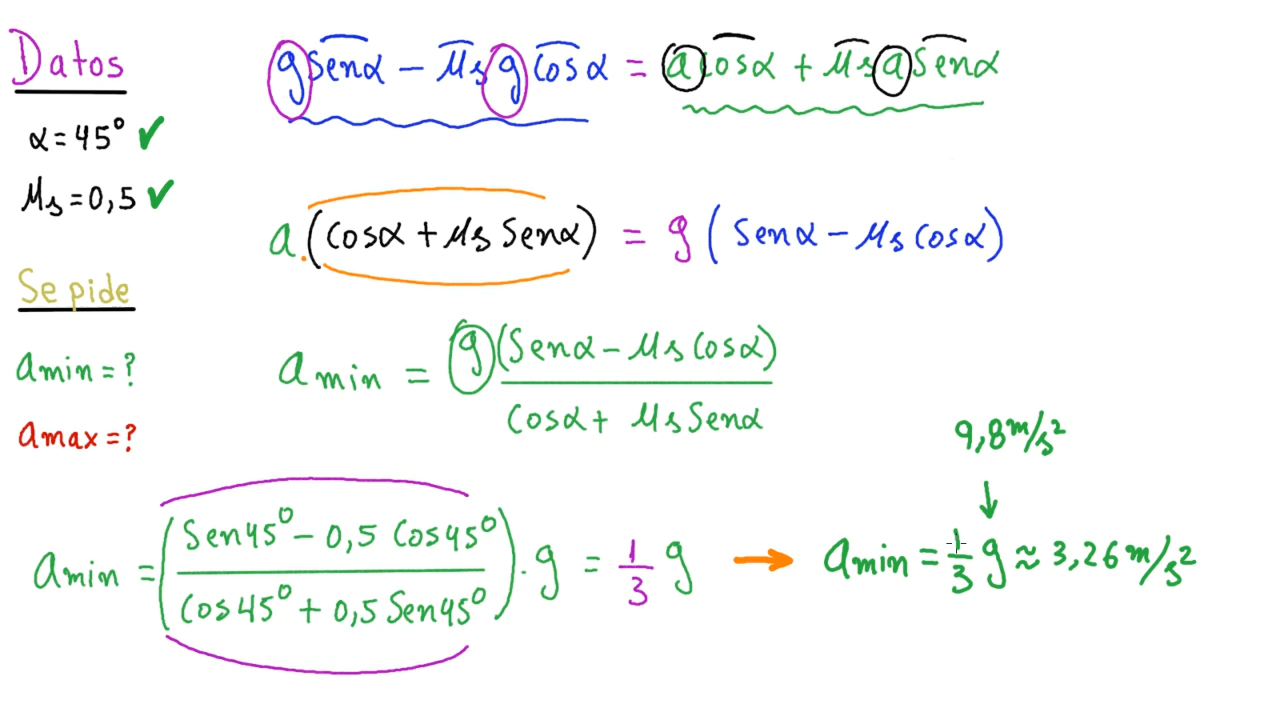 Datos
α = 45° ✓
μs = 0,5 ✓
Se pide
amin = ?
amax = ?
g Senα − μs g Cosα = a Cosα + μs a Senα
a . (Cosα + μs Senα) = g (Senα − μs Cosα)
amin = g (Senα − μs Cosα)
Cosα + μs Senα
9,8 m/s²
↓
amin = (Sen45° − 0,5 Cos45° / Cos45° + 0,5 Sen45°) . g = 1/3 g → amin = 1/3 g ≈ 3,26 m/s²